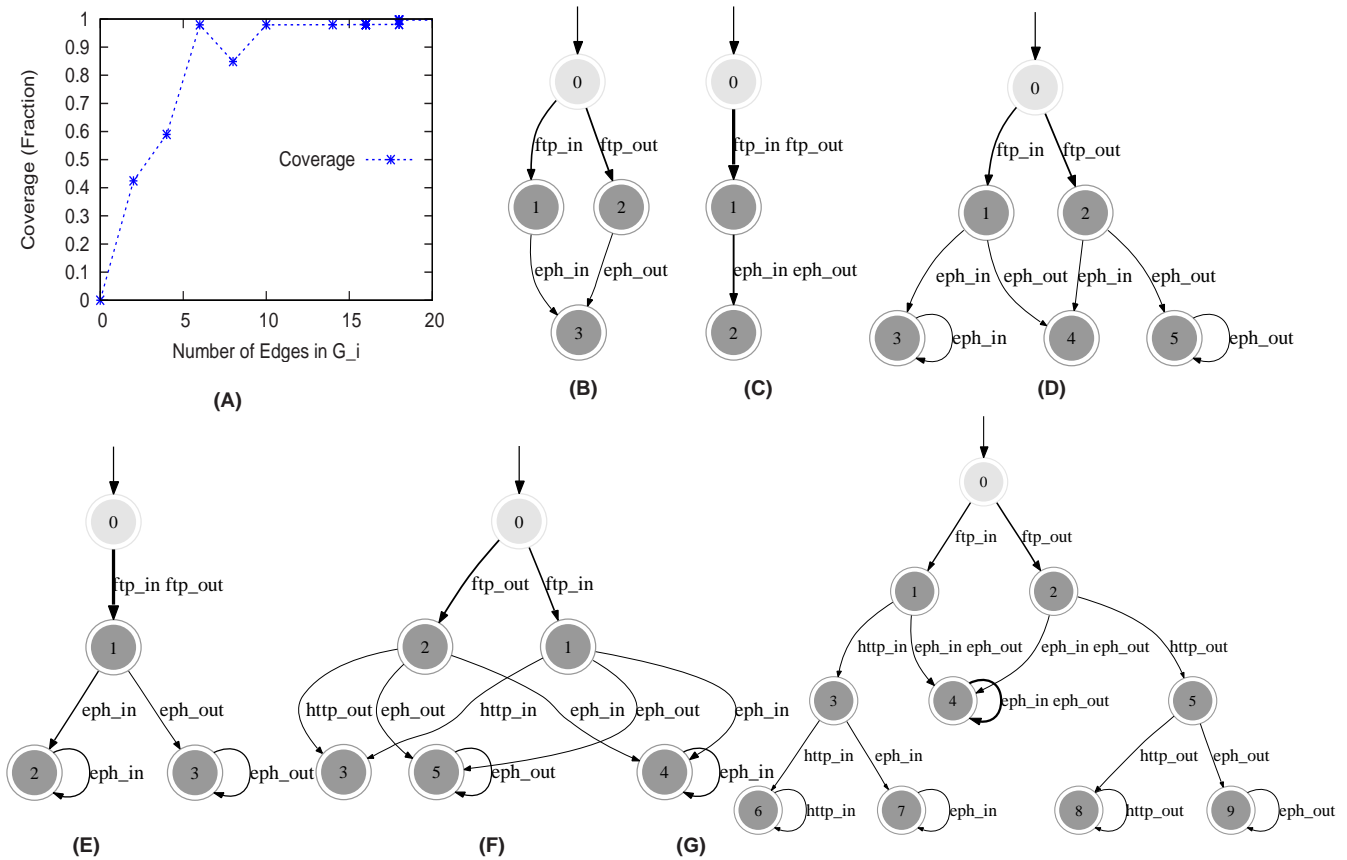 1
0.9
0.8
0.7
0.6
0.5
0.4
0.3
0.2
0.1
0
Coverage (Fraction)
Coverage
0 5 10 15 20
Number of Edges in G_i
(A)
0
ftp_in ftp_out
1 2
eph_in eph_out
3
(B)
0
ftp_in ftp_out
1
eph_in eph_out
2
(C)
0
ftp_in ftp_out
1 2
eph_in eph_out eph_in eph_out
3 eph_in 4 5 eph_out
(D)
0
ftp_in ftp_out
1
eph_in eph_out
2 eph_in 3 eph_out
(E)
0
ftp_out ftp_in
2 1
http_out eph_out http_in eph_in eph_out eph_in
3 5 eph_out 4 eph_in
(F)
0
ftp_in ftp_out
1 2
http_in eph_in eph_out eph_in eph_out http_out
3 4 eph_in eph_out 5
http_in eph_in http_out eph_out
6 http_in 7 eph_in 8 http_out 9 eph_out
(G)